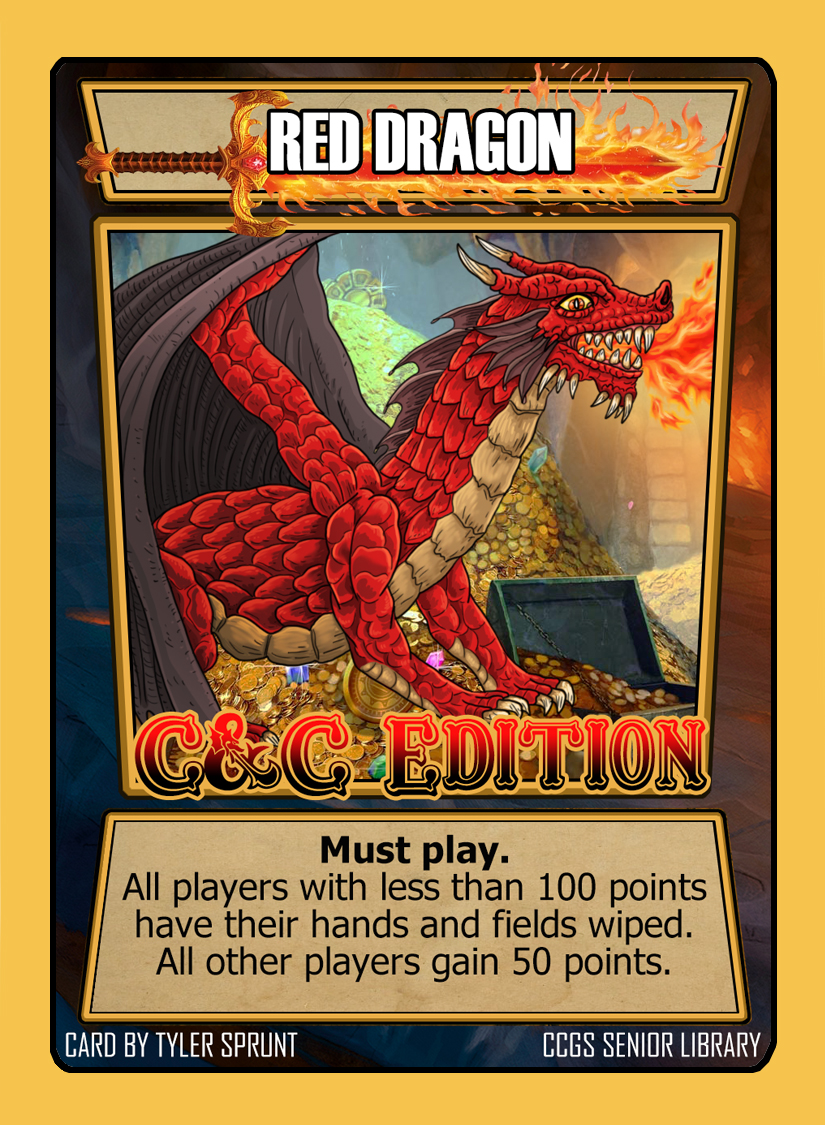 RED DRAGON
C&C EDITION
Must play.
All players with less than 100 points
have their hands and fields wiped.
All other players gain 50 points.
CARD BY TYLER SPRUNT
CCGS SENIOR LIBRARY